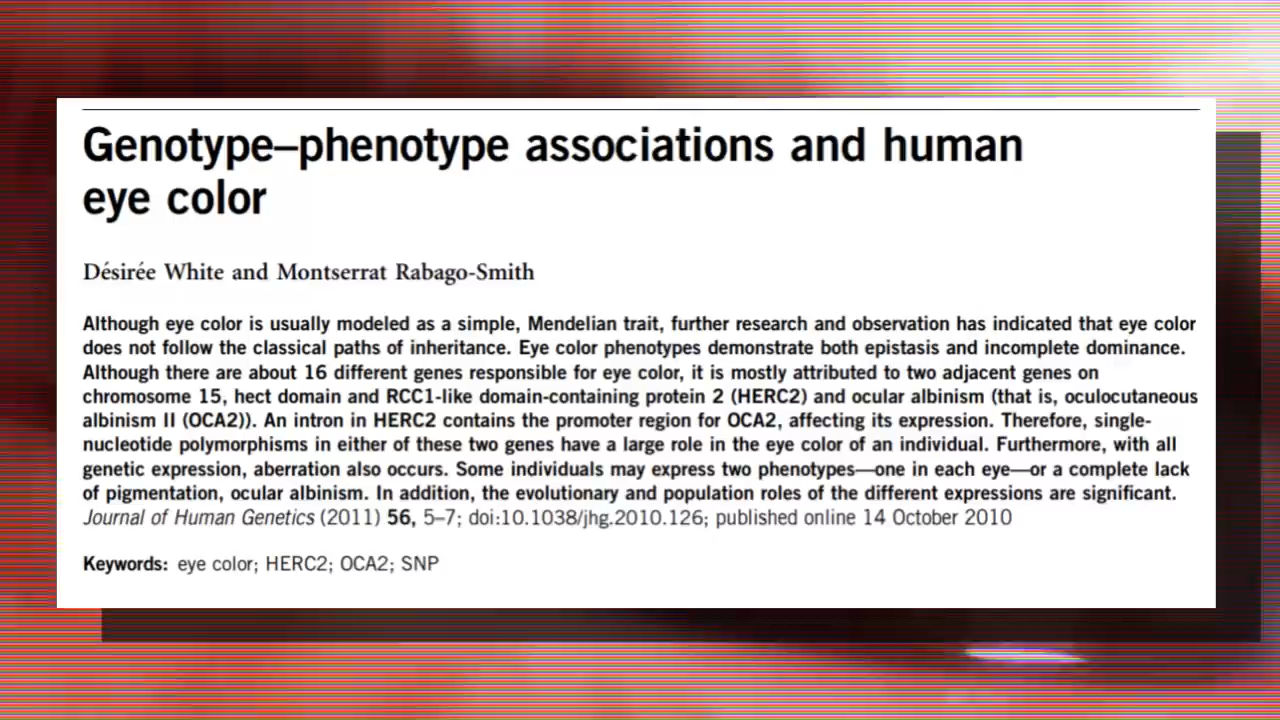 Genotype–phenotype associations and human
eye color
Désirée White and Montserrat Rabago-Smith
Although eye color is usually modeled as a simple, Mendelian trait, further research and observation has indicated that eye color
does not follow the classical paths of inheritance. Eye color phenotypes demonstrate both epistasis and incomplete dominance.
Although there are about 16 different genes responsible for eye color, it is mostly attributed to two adjacent genes on
chromosome 15, hect domain and RCC1-like domain-containing protein 2 (HERC2) and ocular albinism (that is, oculocutaneous
albinism II (OCA2)). An intron in HERC2 contains the promoter region for OCA2, affecting its expression. Therefore, single-
nucleotide polymorphisms in either of these two genes have a large role in the eye color of an individual. Furthermore, with all
genetic expression, aberration also occurs. Some individuals may express two phenotypes—one in each eye—or a complete lack
of pigmentation, ocular albinism. In addition, the evolutionary and population roles of the different expressions are significant.
Journal of Human Genetics (2011) 56, 5–7; doi:10.1038/jhg.2010.126; published online 14 October 2010
Keywords: eye color; HERC2; OCA2; SNP